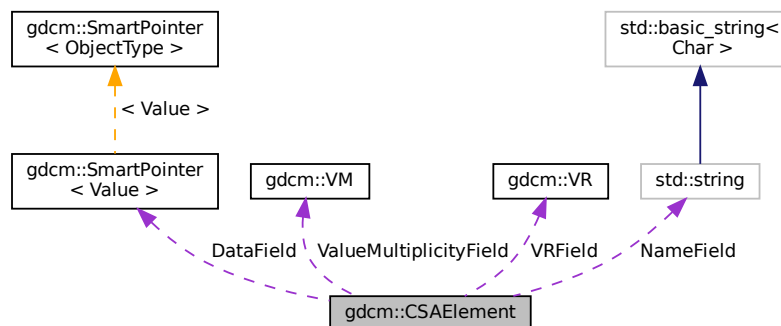 gdcm::SmartPointer
< ObjectType >
std::basic_string<
Char >
< Value >
gdcm::SmartPointer
< Value >
gdcm::VM
gdcm::VR
std::string
DataField
ValueMultiplicityField
VRField
NameField
gdcm::CSAElement